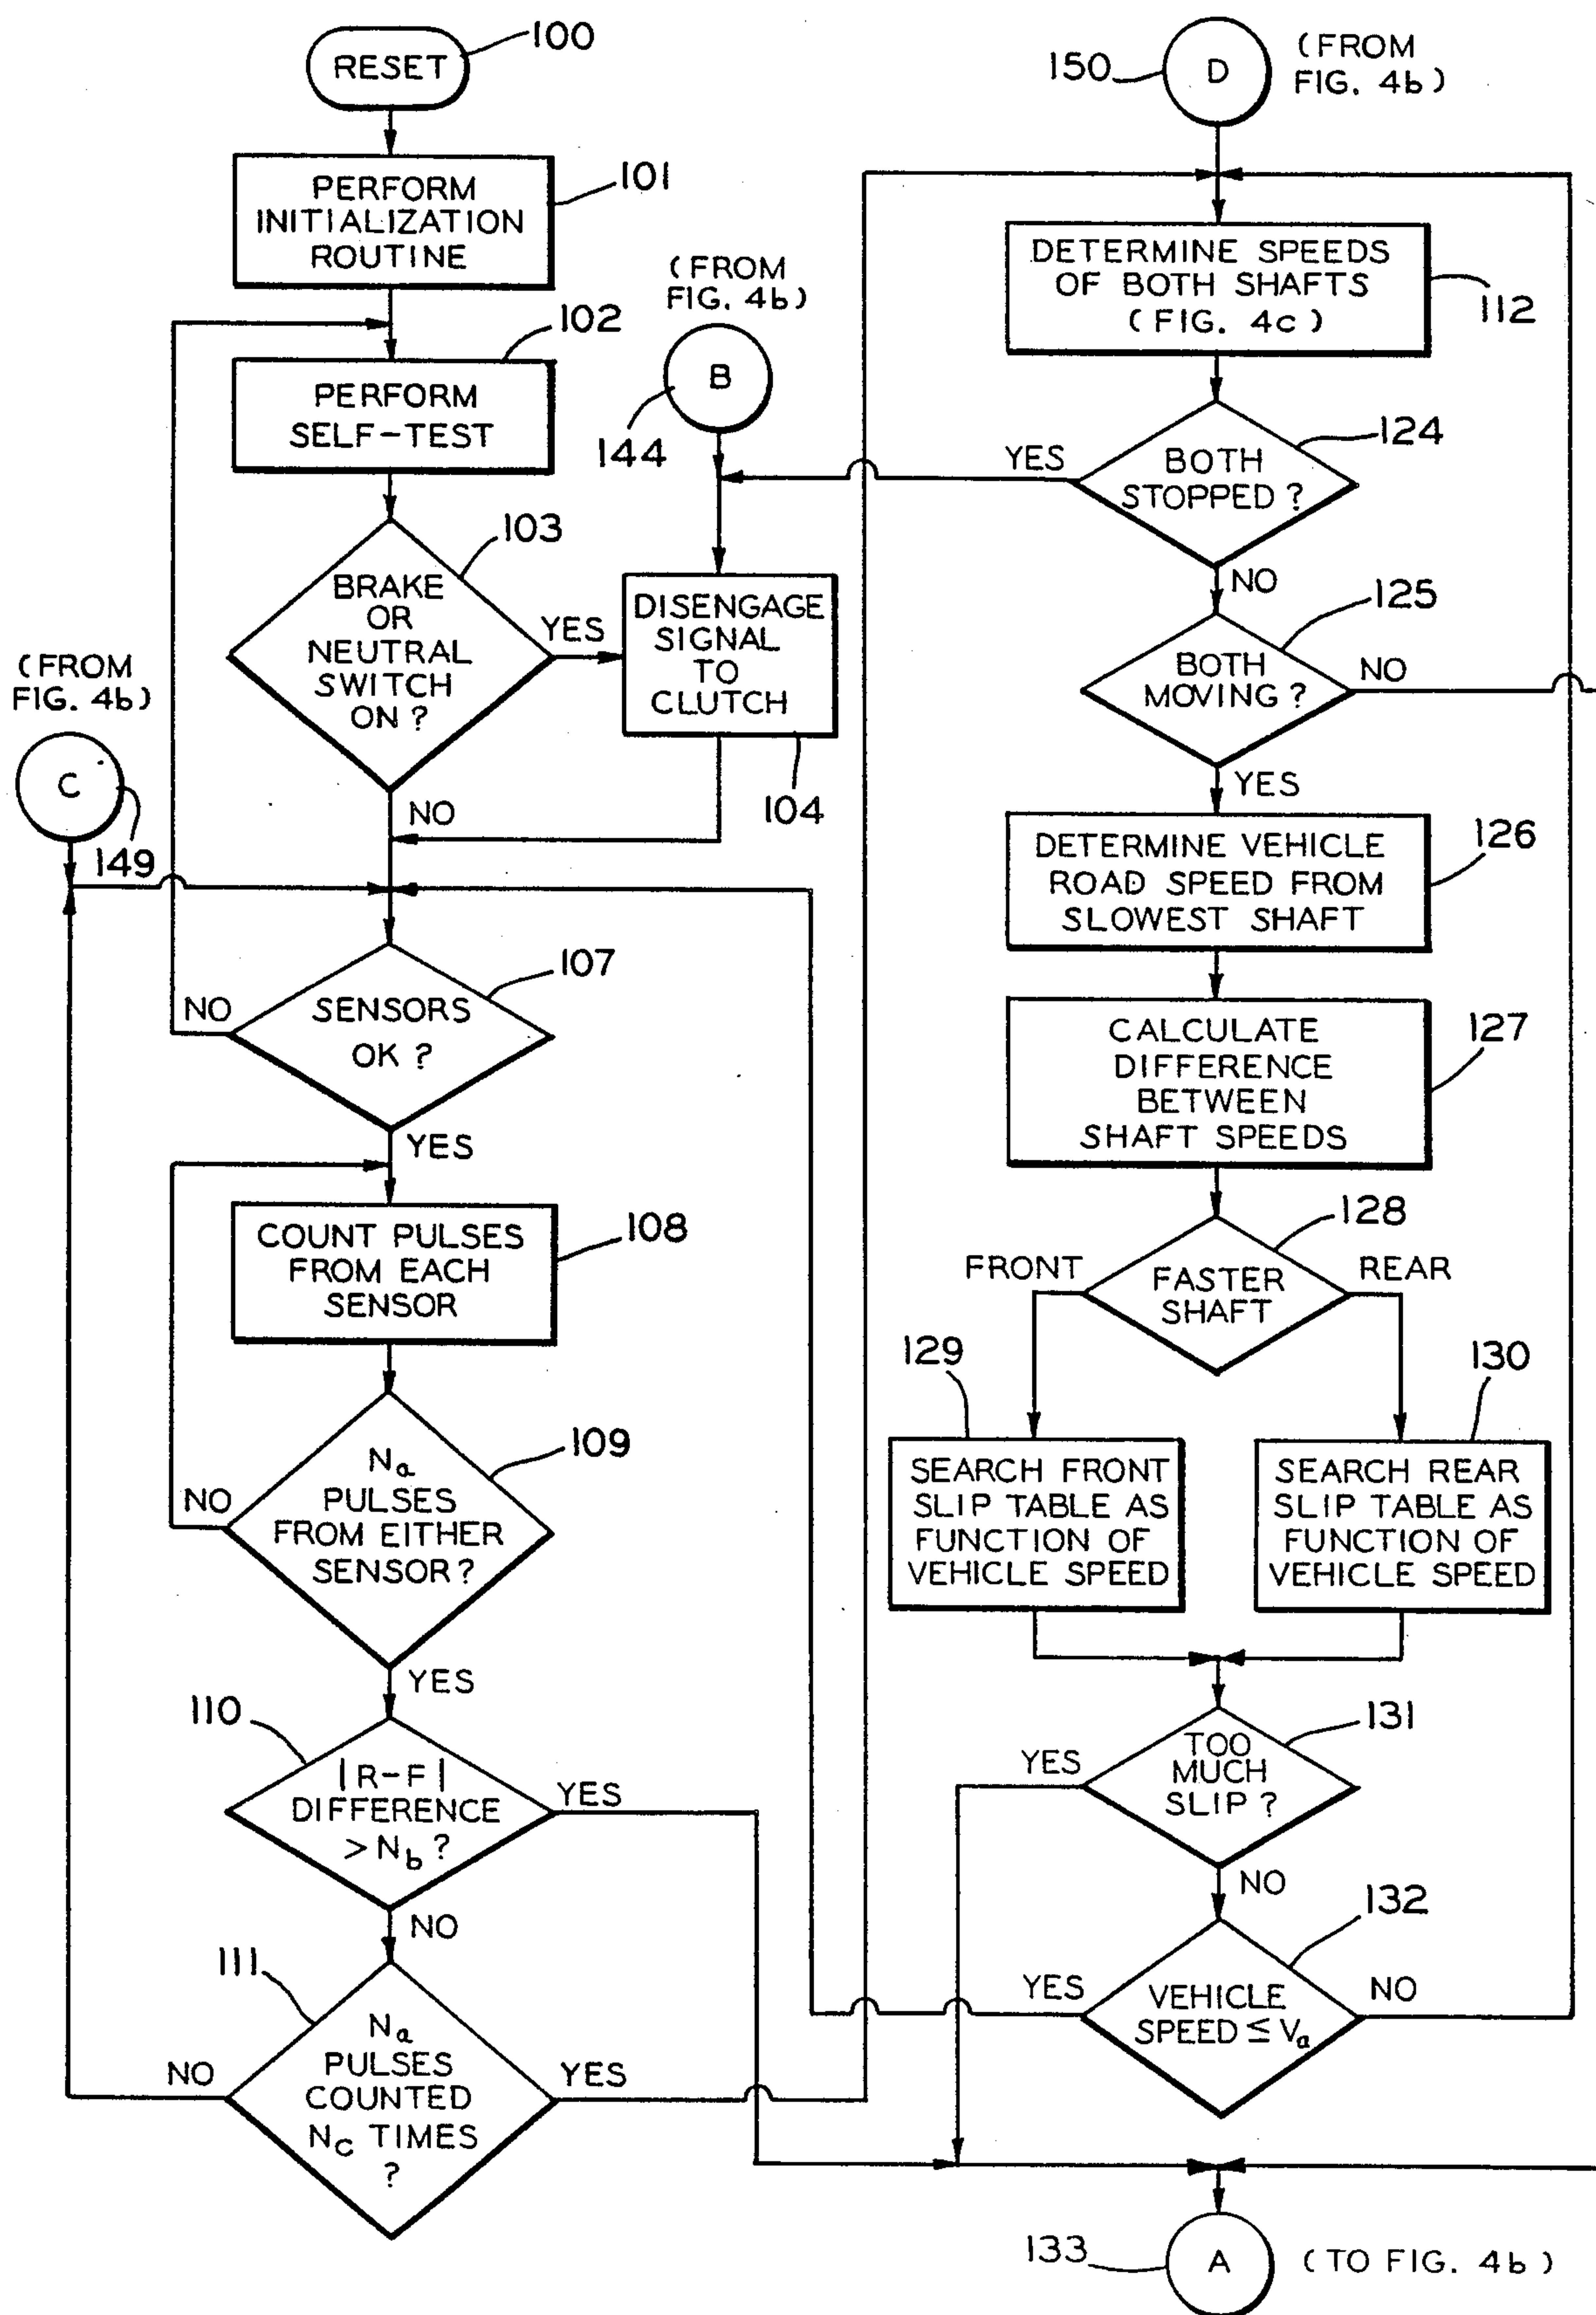 100
RESET
101
PERFORM
INITIALIZATION
ROUTINE
102
PERFORM
SELF-TEST
103
BRAKE
OR
NEUTRAL
SWITCH
ON ?
YES
NO
(FROM
FIG. 4b)
B
144
DISENGAGE
SIGNAL
TO
CLUTCH
104
(FROM
FIG. 4b)
C
149
107
SENSORS
OK ?
NO
YES
108
COUNT PULSES
FROM EACH
SENSOR
109
Na
PULSES
FROM EITHER
SENSOR?
NO
YES
110
|R-F|
DIFFERENCE
> Nb ?
YES
NO
111
Na
PULSES
COUNTED
Nc TIMES
?
NO
YES
150
D
(FROM
FIG. 4b)
DETERMINE SPEEDS
OF BOTH SHAFTS
(FIG. 4c)
112
124
BOTH
STOPPED ?
YES
NO
125
BOTH
MOVING ?
NO
YES
126
DETERMINE VEHICLE
ROAD SPEED FROM
SLOWEST SHAFT
127
CALCULATE
DIFFERENCE
BETWEEN
SHAFT SPEEDS
128
FASTER
SHAFT
FRONT
REAR
129
SEARCH FRONT
SLIP TABLE AS
FUNCTION OF
VEHICLE SPEED
130
SEARCH REAR
SLIP TABLE AS
FUNCTION OF
VEHICLE SPEED
131
TOO
MUCH
SLIP ?
YES
NO
132
VEHICLE
SPEED ≤ Va
YES
NO
133
A
(TO FIG. 4b)